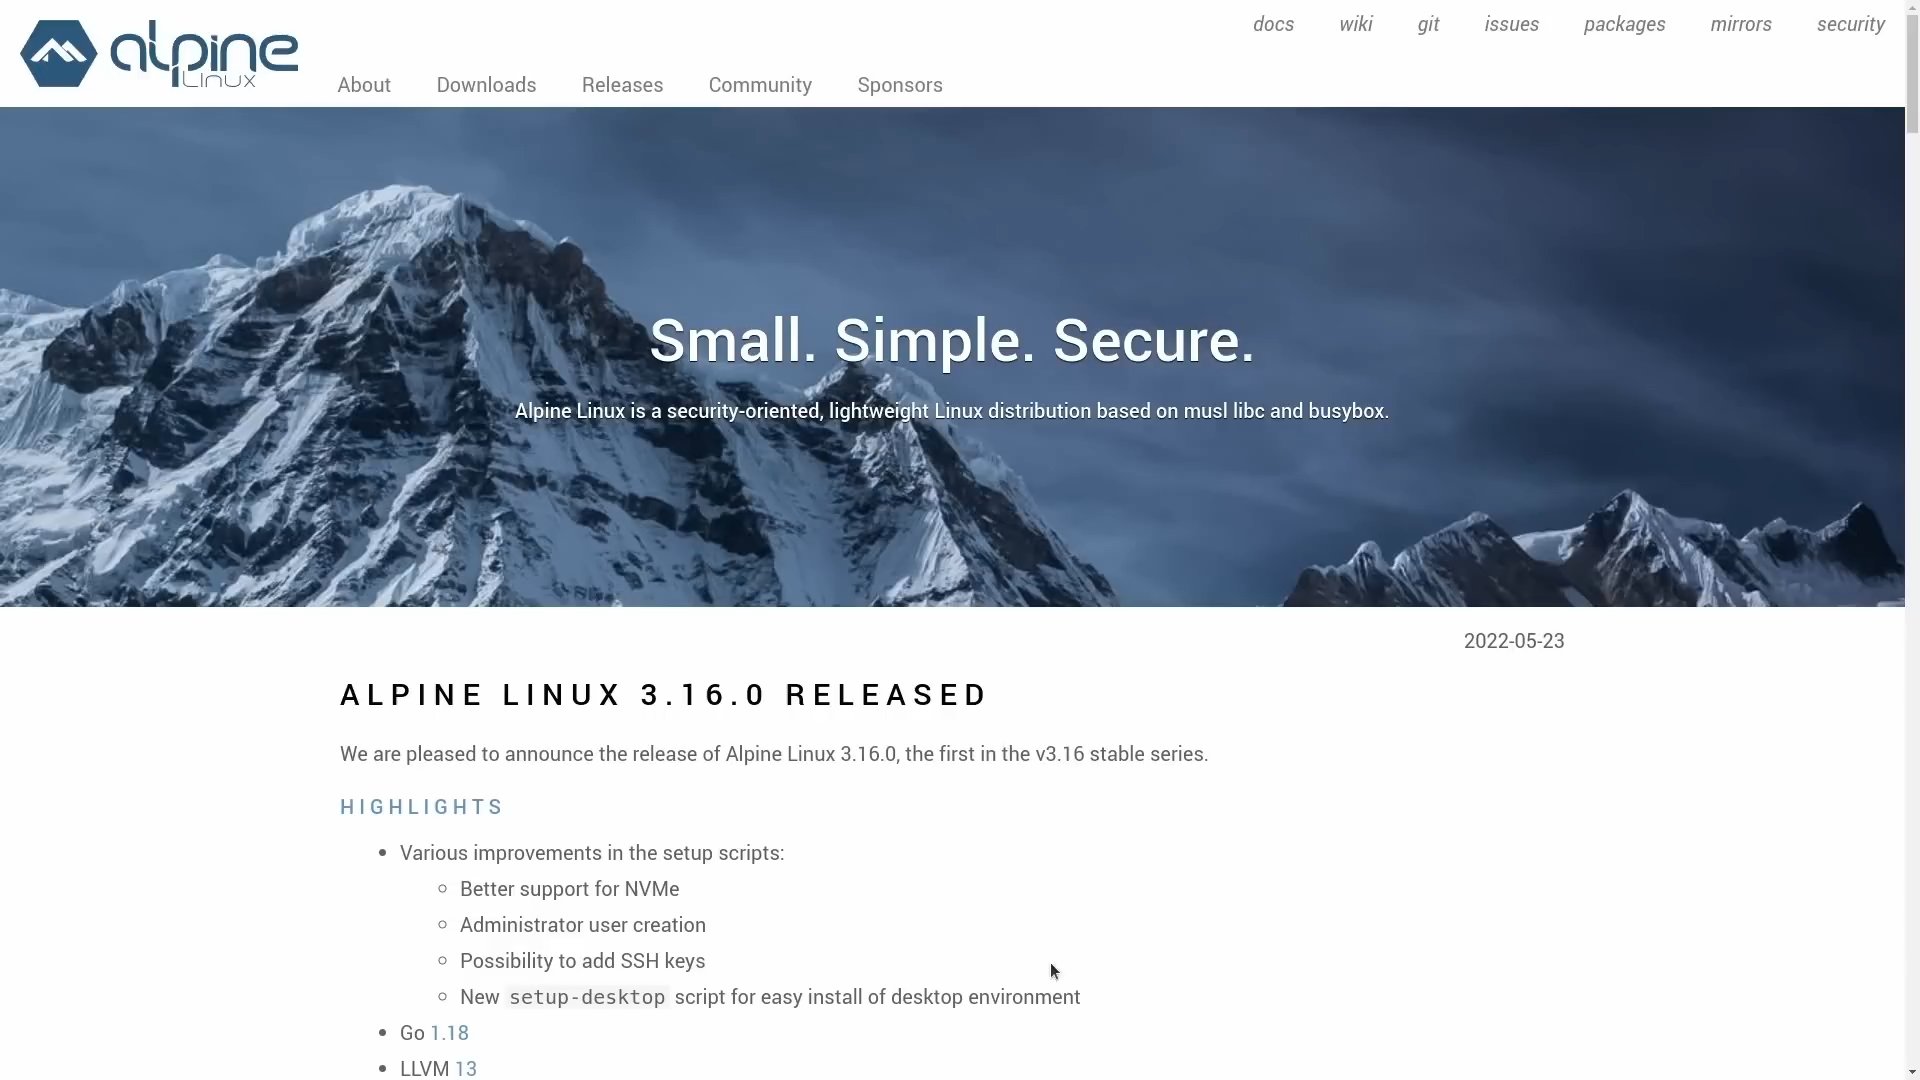 alpine
Linux
docs wiki git issues packages mirrors security
About Downloads Releases Community Sponsors
Small. Simple. Secure.
Alpine Linux is a security-oriented, lightweight Linux distribution based on musl libc and busybox.
2022-05-23
ALPINE LINUX 3.16.0 RELEASED
We are pleased to announce the release of Alpine Linux 3.16.0, the first in the v3.16 stable series.
HIGHLIGHTS
Various improvements in the setup scripts:
Better support for NVMe
Administrator user creation
Possibility to add SSH keys
New setup-desktop script for easy install of desktop environment
Go 1.18
LLVM 13